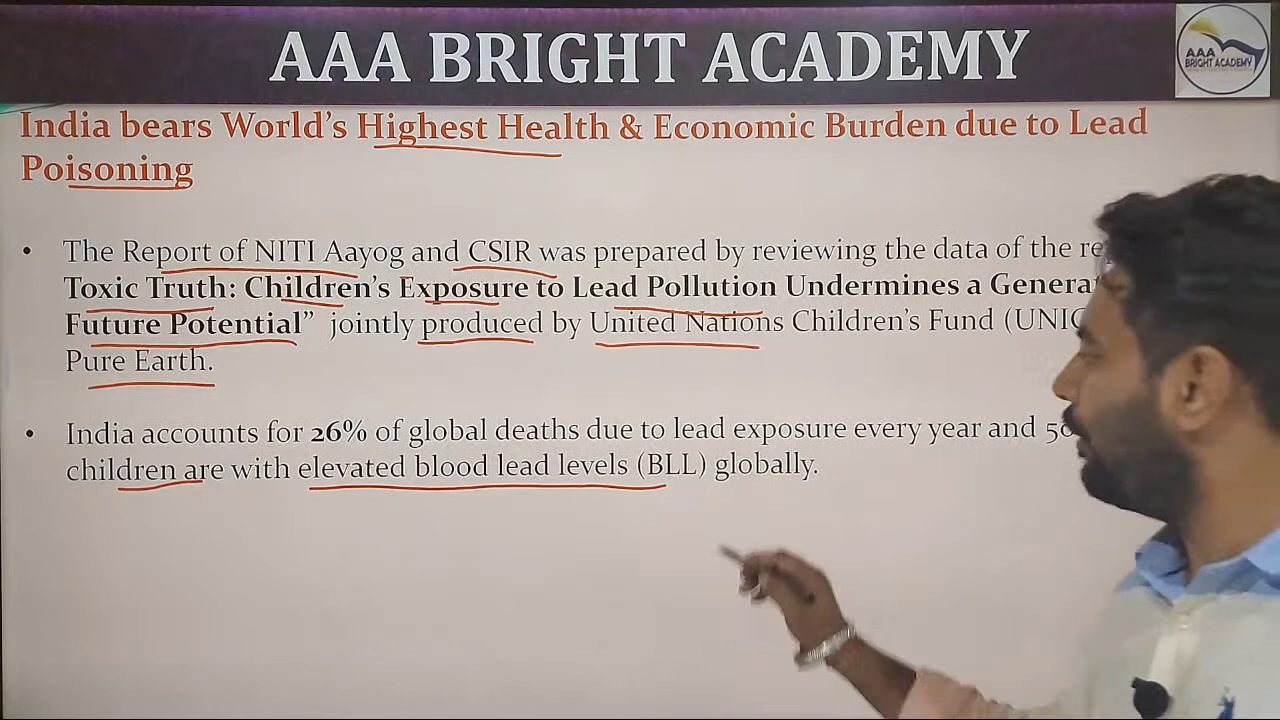 AAA BRIGHT ACADEMY
AAA
BRIGHT ACADEMY
India bears World's Highest Health & Economic Burden due to Lead
Poisoning
• The Report of NITI Aayog and CSIR was prepared by reviewing the data of the
Toxic Truth: Children's Exposure to Lead Pollution Undermines a
Future Potential” jointly produced by United Nations Children's Fund
Pure Earth.
• India accounts for 26% of global deaths due to lead exposure every year and
children are with elevated blood lead levels (BLL) globally.